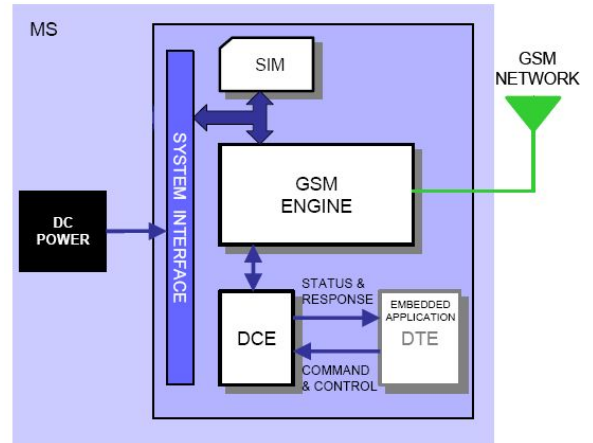 MS
SIM
GSM
NETWORK
SYSTEM INTERFACE
GSM
ENGINE
DC
POWER
STATUS &
RESPONSE
EMBEDDED
APPLICATION
DCE
DTE
COMMAND
& CONTROL